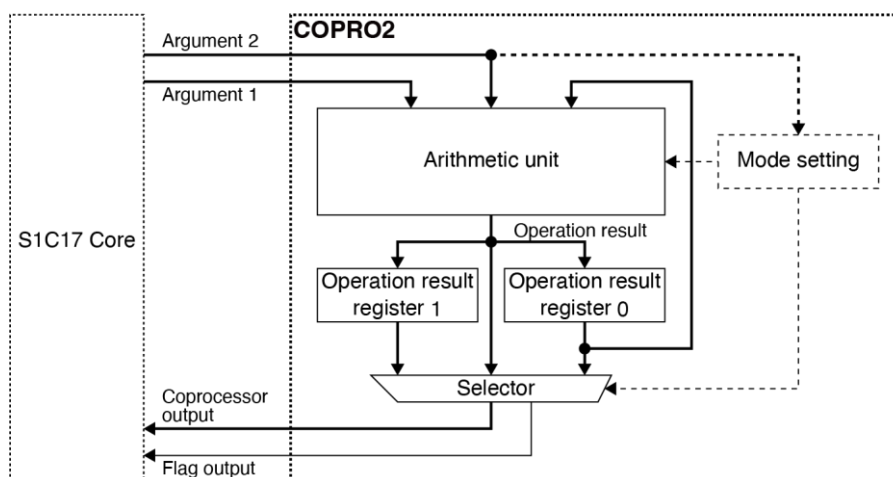 COPRO2
Argument 2
Argument 1
Arithmetic unit
Mode setting
S1C17 Core
Operation result
Operation result
register 1
Operation result
register 0
Selector
Coprocessor
output
Flag output